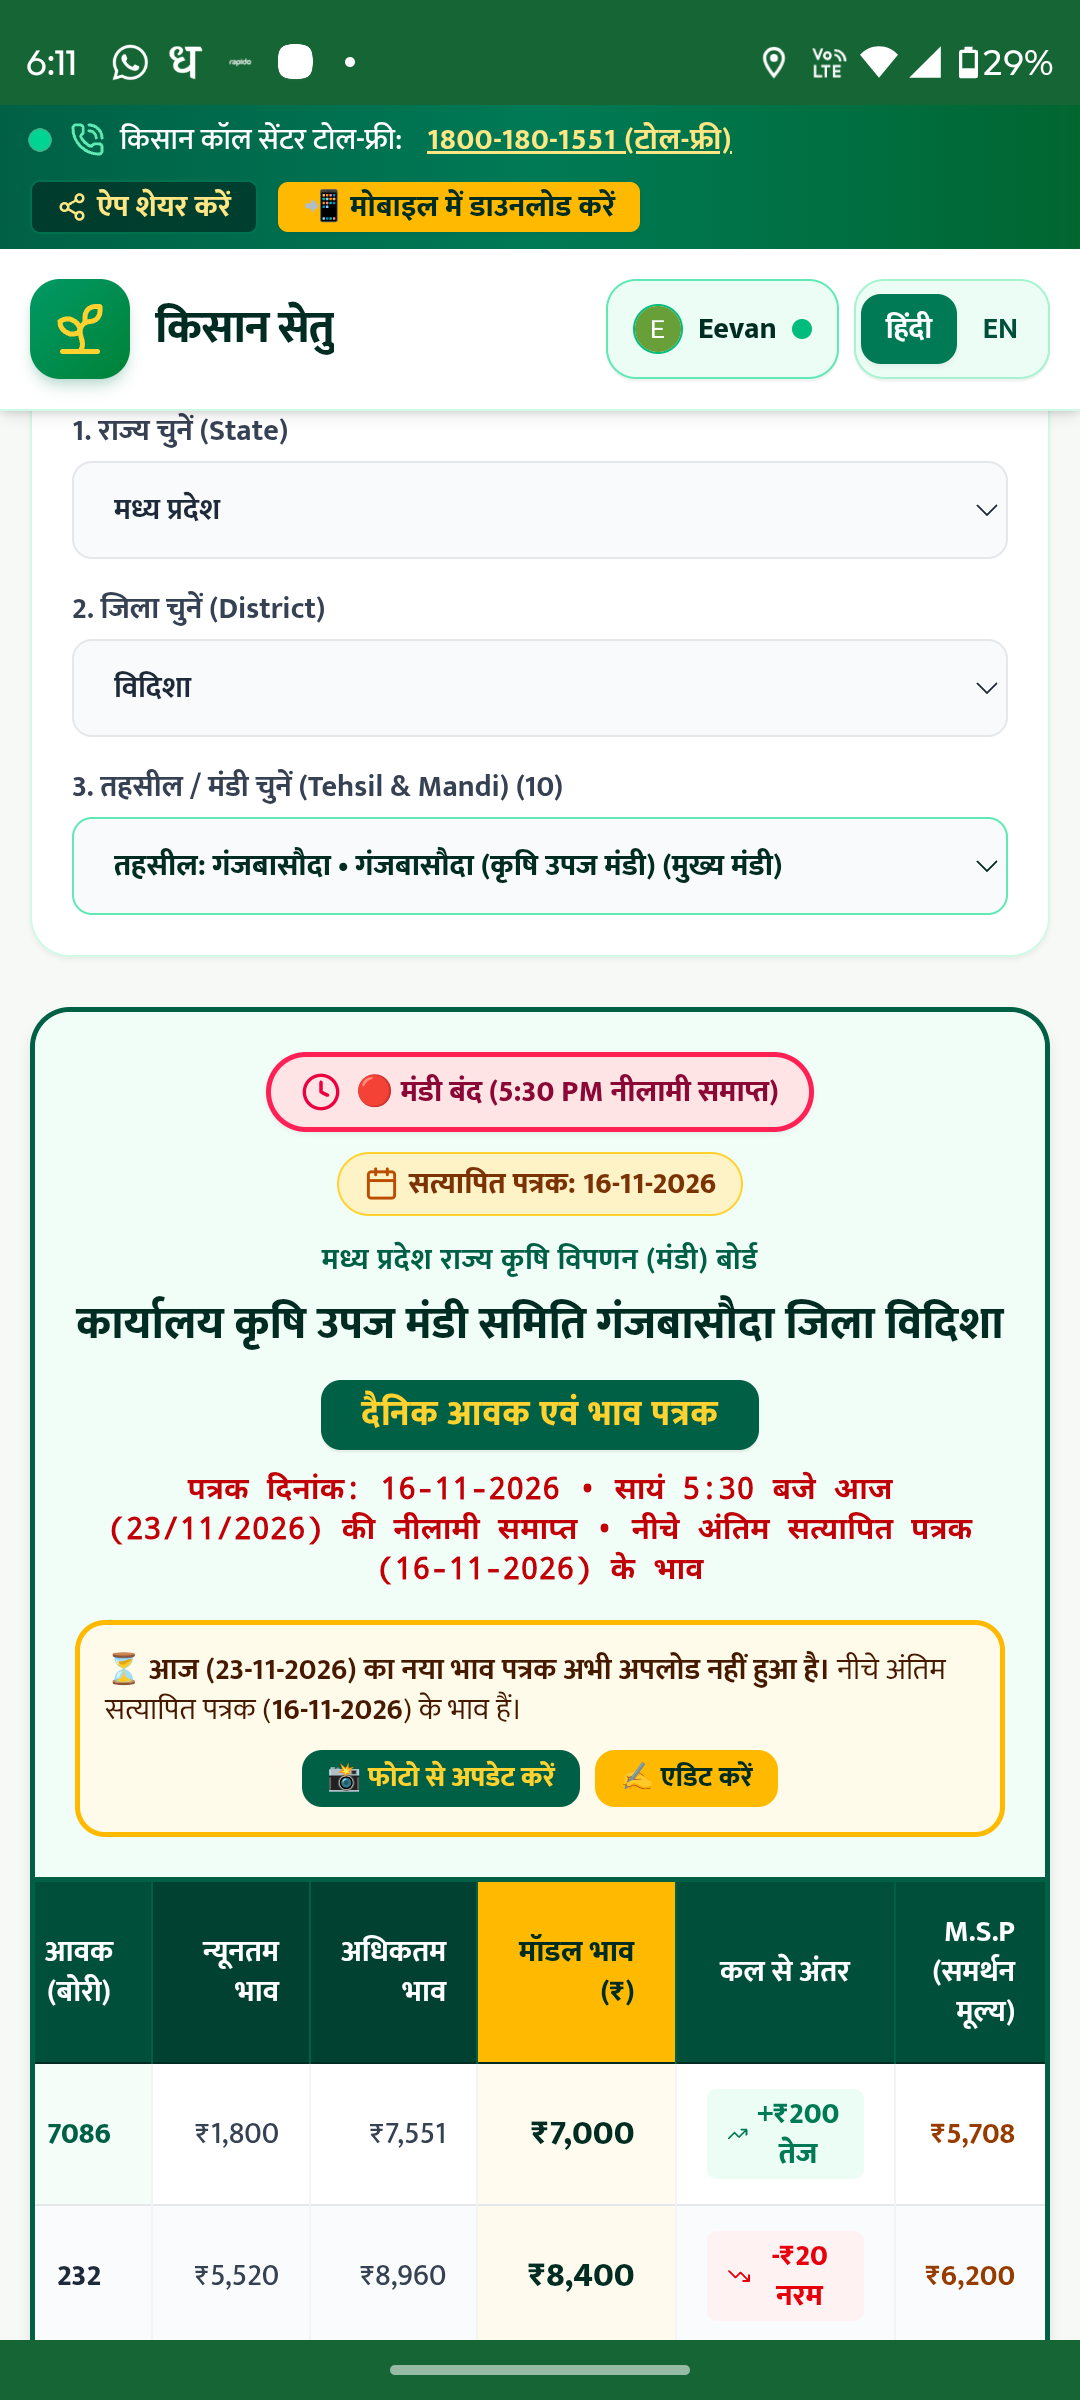 6:11 ध rapido VoLTE 29%
किसान कॉल सेंटर टोल-फ्री: 1800-180-1551 (टोल-फ्री)
ऐप शेयर करें 📲 मोबाइल में डाउनलोड करें
किसान सेतु E Eevan हिंदी EN
1. राज्य चुनें (State)
मध्य प्रदेश
2. जिला चुनें (District)
विदिशा
3. तहसील / मंडी चुनें (Tehsil & Mandi) (10)
तहसील: गंजबासौदा • गंजबासौदा (कृषि उपज मंडी) (मुख्य मंडी)
🔴 मंडी बंद (5:30 PM नीलामी समाप्त)
सत्यापित पत्रक: 16-11-2026
मध्य प्रदेश राज्य कृषि विपणन (मंडी) बोर्ड
कार्यालय कृषि उपज मंडी समिति गंजबासौदा जिला विदिशा
दैनिक आवक एवं भाव पत्रक
पत्रक दिनांक: 16-11-2026 • सायं 5:30 बजे आज
(23/11/2026) की नीलामी समाप्त • नीचे अंतिम सत्यापित पत्रक
(16-11-2026) के भाव
⏳ आज (23-11-2026) का नया भाव पत्रक अभी अपलोड नहीं हुआ है। नीचे अंतिम
सत्यापित पत्रक (16-11-2026) के भाव हैं।
📸 फोटो से अपडेट करें ✍️ एडिट करें
आवक (बोरी) न्यूनतम भाव अधिकतम भाव मॉडल भाव (₹) कल से अंतर M.S.P (समर्थन मूल्य)
7086 ₹1,800 ₹7,551 ₹7,000 +₹200 तेज ₹5,708
232 ₹5,520 ₹8,960 ₹8,400 -₹20 नरम ₹6,200